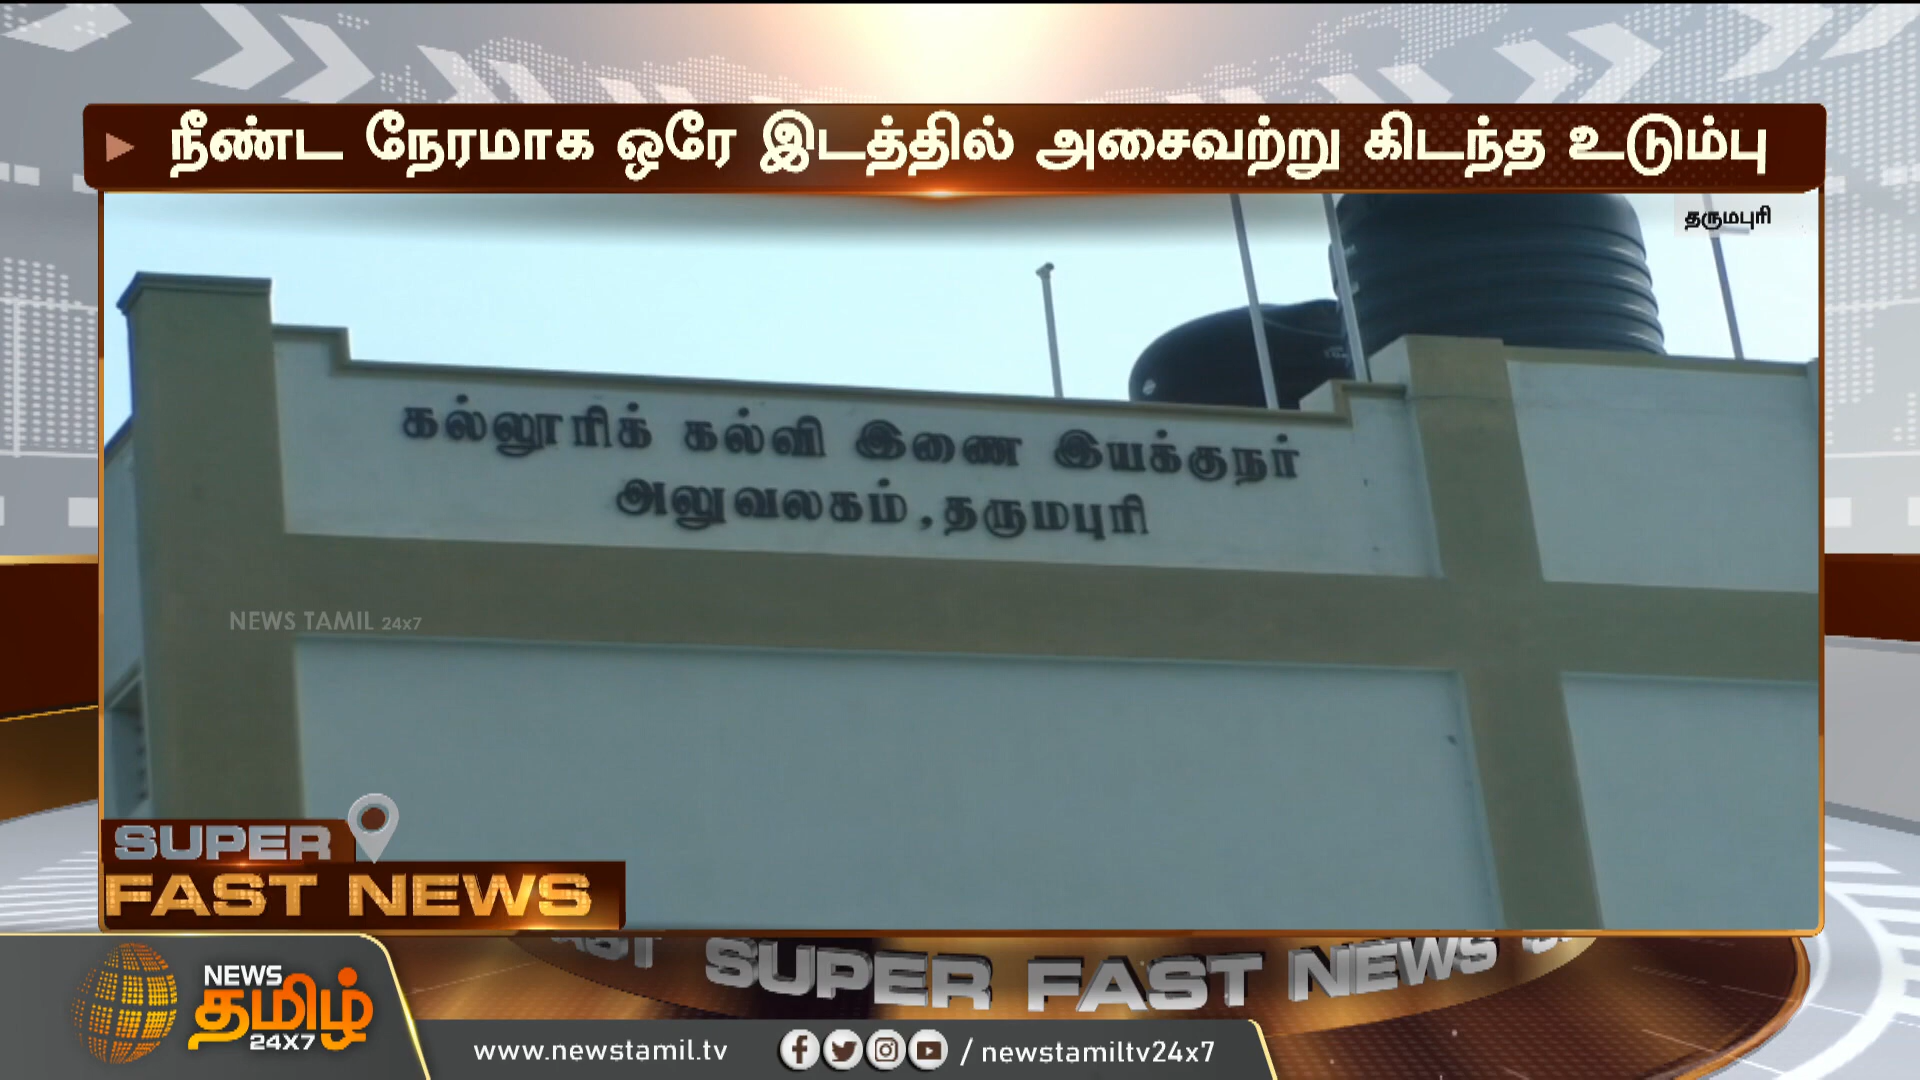 நீண்ட நேரமாக ஒரே இடத்தில் அசைவற்று கிடந்த உடும்பு
தருமபுரி
கல்லூரிக் கல்வி இணை இயக்குநர்
அலுவலகம், தருமபுரி
NEWS TAMIL 24x7
SUPER
FAST NEWS
SUPER FAST NEWS
NEWS
தமிழ்
24X7
www.newstamil.tv
/ newstamiltv24x7